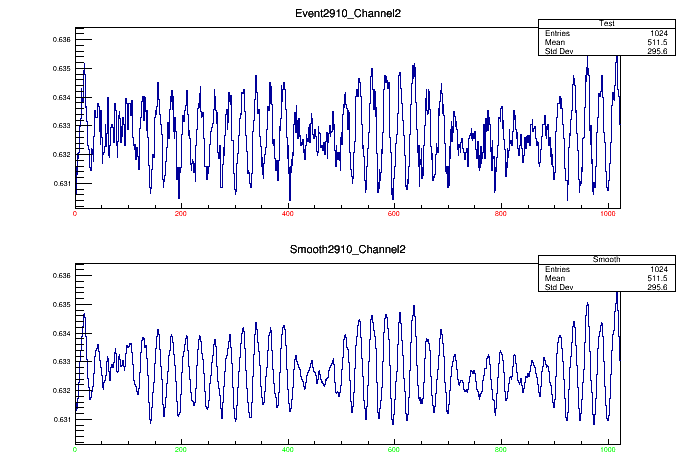 Event2910_Channel2
Test
Entries 1024
Mean 511.5
Std Dev 295.6
0.636
0.635
0.634
0.633
0.632
0.631
0 200 400 600 800 1000
Smooth2910_Channel2
Smooth
Entries 1024
Mean 511.5
Std Dev 295.6
0.636
0.635
0.634
0.633
0.632
0.631
0 200 400 600 800 1000